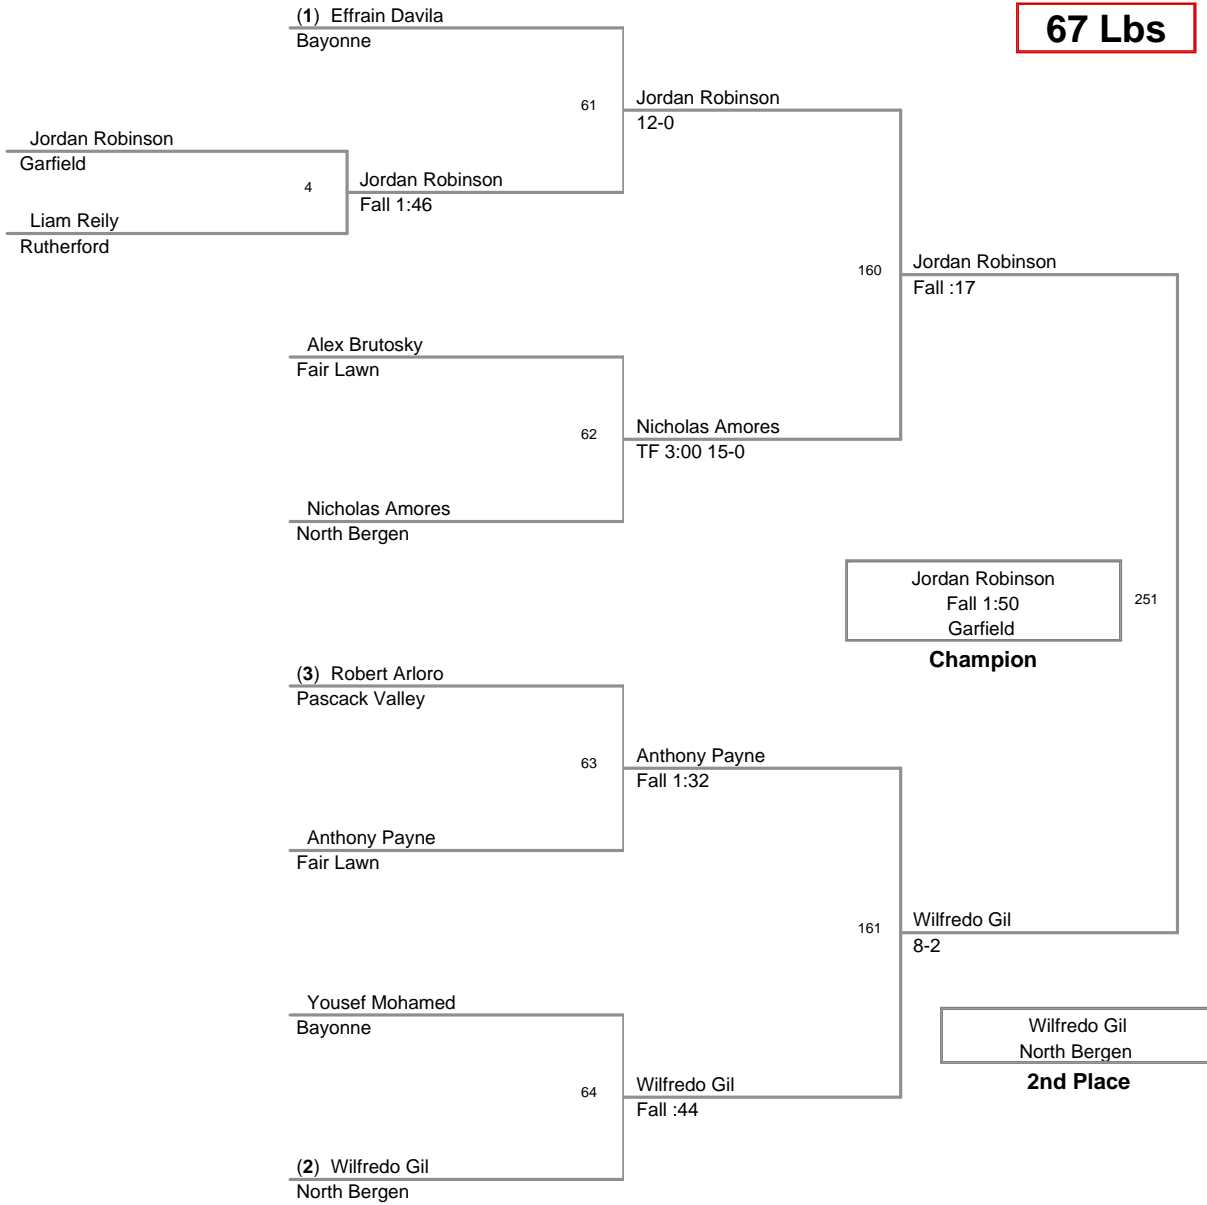 (1) Effrain Davila
Bayonne
67 Lbs
61
Jordan Robinson
12-0
Jordan Robinson
Garfield
4
Jordan Robinson
Fall 1:46
Liam Reily
Rutherford
160
Jordan Robinson
Fall :17
Alex Brutosky
Fair Lawn
62
Nicholas Amores
TF 3:00 15-0
Nicholas Amores
North Bergen
Jordan Robinson
Fall 1:50
Garfield
251
Champion
(3) Robert Arloro
Pascack Valley
63
Anthony Payne
Fall 1:32
Anthony Payne
Fair Lawn
161
Wilfredo Gil
8-2
Yousef Mohamed
Bayonne
Wilfredo Gil
North Bergen
2nd Place
64
Wilfredo Gil
Fall :44
(2) Wilfredo Gil
North Bergen